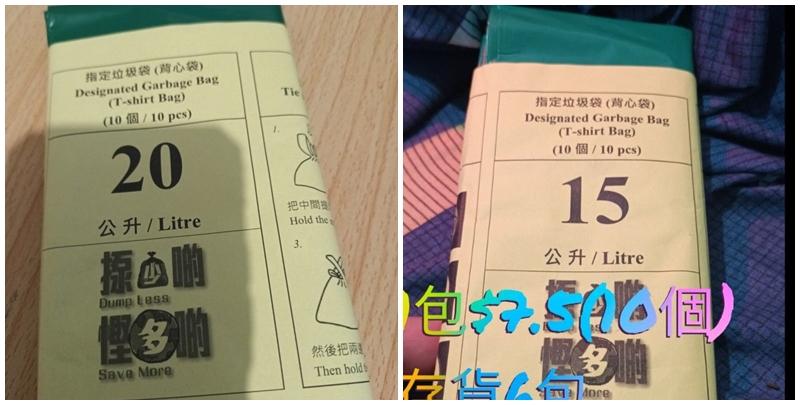 指定垃圾袋 (背心袋)
Designated Garbage Bag
(T-shirt Bag)
(10 個 / 10 pcs)
20
公升 / Litre
揼少啲
Dump Less
慳多啲
Save More
Tie
1.
把中間提
Hold the
3.
然後把兩
Then hold
指定垃圾袋 (背心袋)
Designated Garbage Bag
(T-shirt Bag)
(10 個 / 10 pcs)
15
公升 / Litre
包$7.5(10個)
多啲
Save More
存貨6包